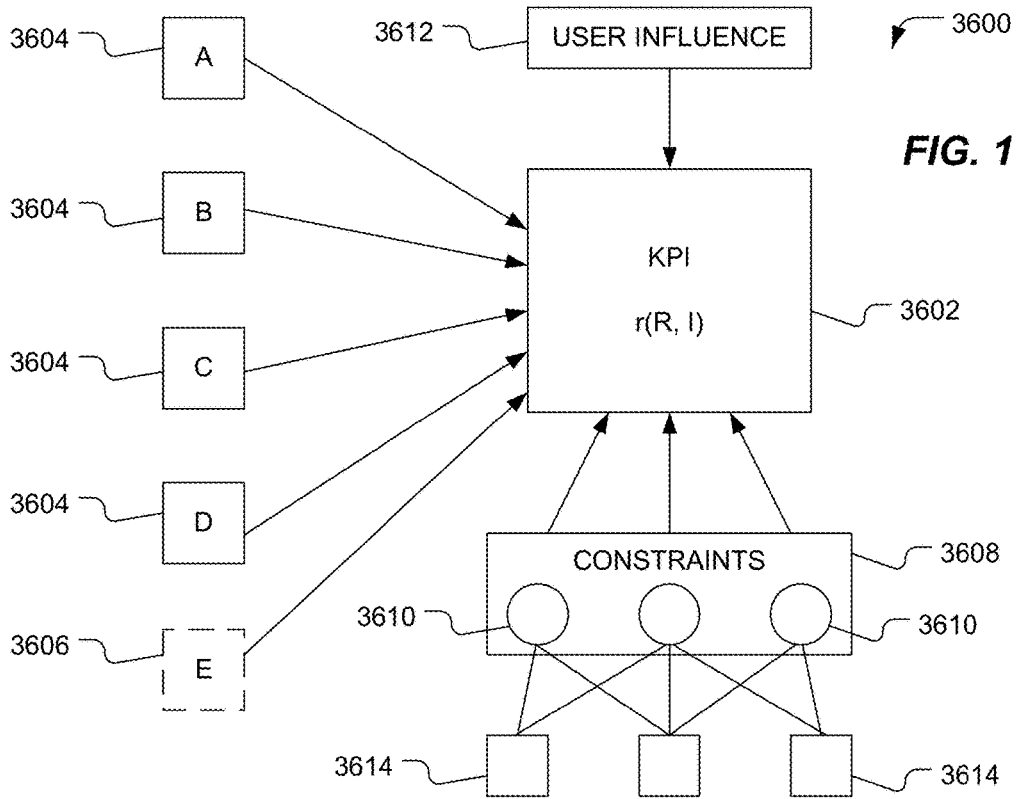 3604
A
3612
USER INFLUENCE
3600
FIG. 1
3604
B
KPI
r(R, I)
3602
3604
C
3604
D
CONSTRAINTS
3608
3610
3610
3606
E
3614
3614